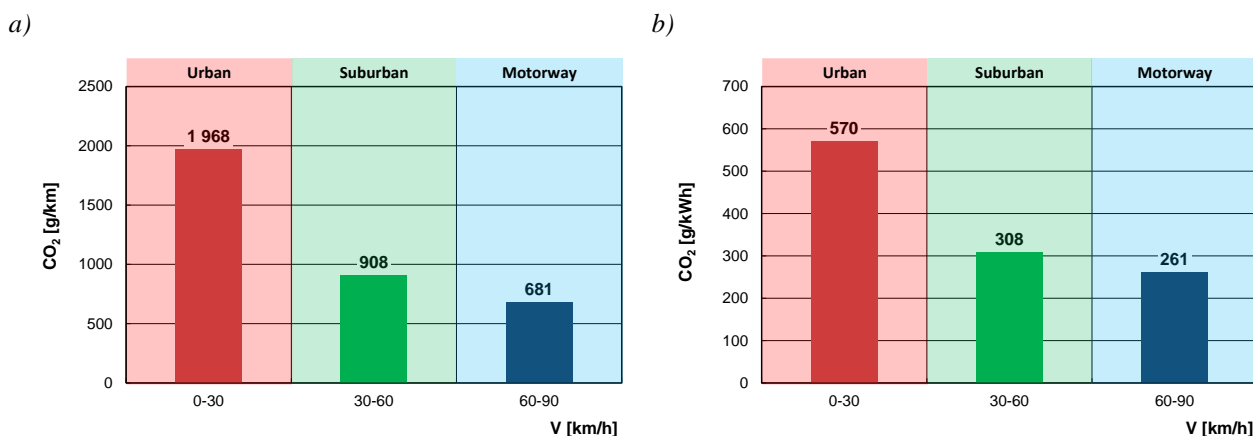 a)
Urban Suburban Motorway
2500
2000
1500
1000
500
0
CO₂ [g/km]
1 968
908
681
0-30 30-60 60-90
V [km/h]
b)
Urban Suburban Motorway
700
600
500
400
300
200
100
0
CO₂ [g/kWh]
570
308
261
0-30 30-60 60-90
V [km/h]